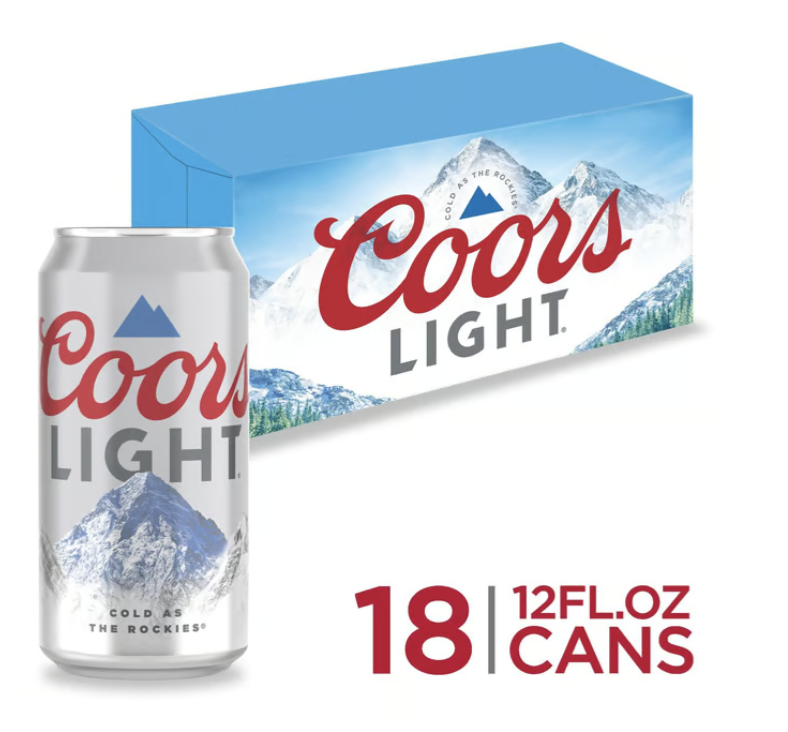 COLD AS THE ROCKIES®
Coors
LIGHT®
Coors
LIGHT®
COLD AS
THE ROCKIES®
18
12FL.OZ
CANS